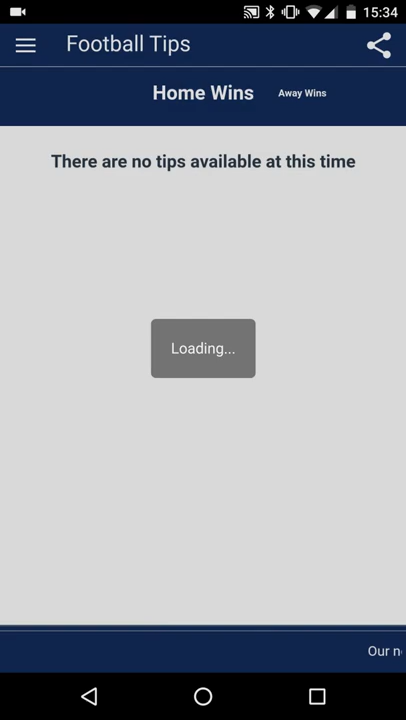 15:34
Football Tips
Home Wins
Away Wins
There are no tips available at this time
Loading...
Our n